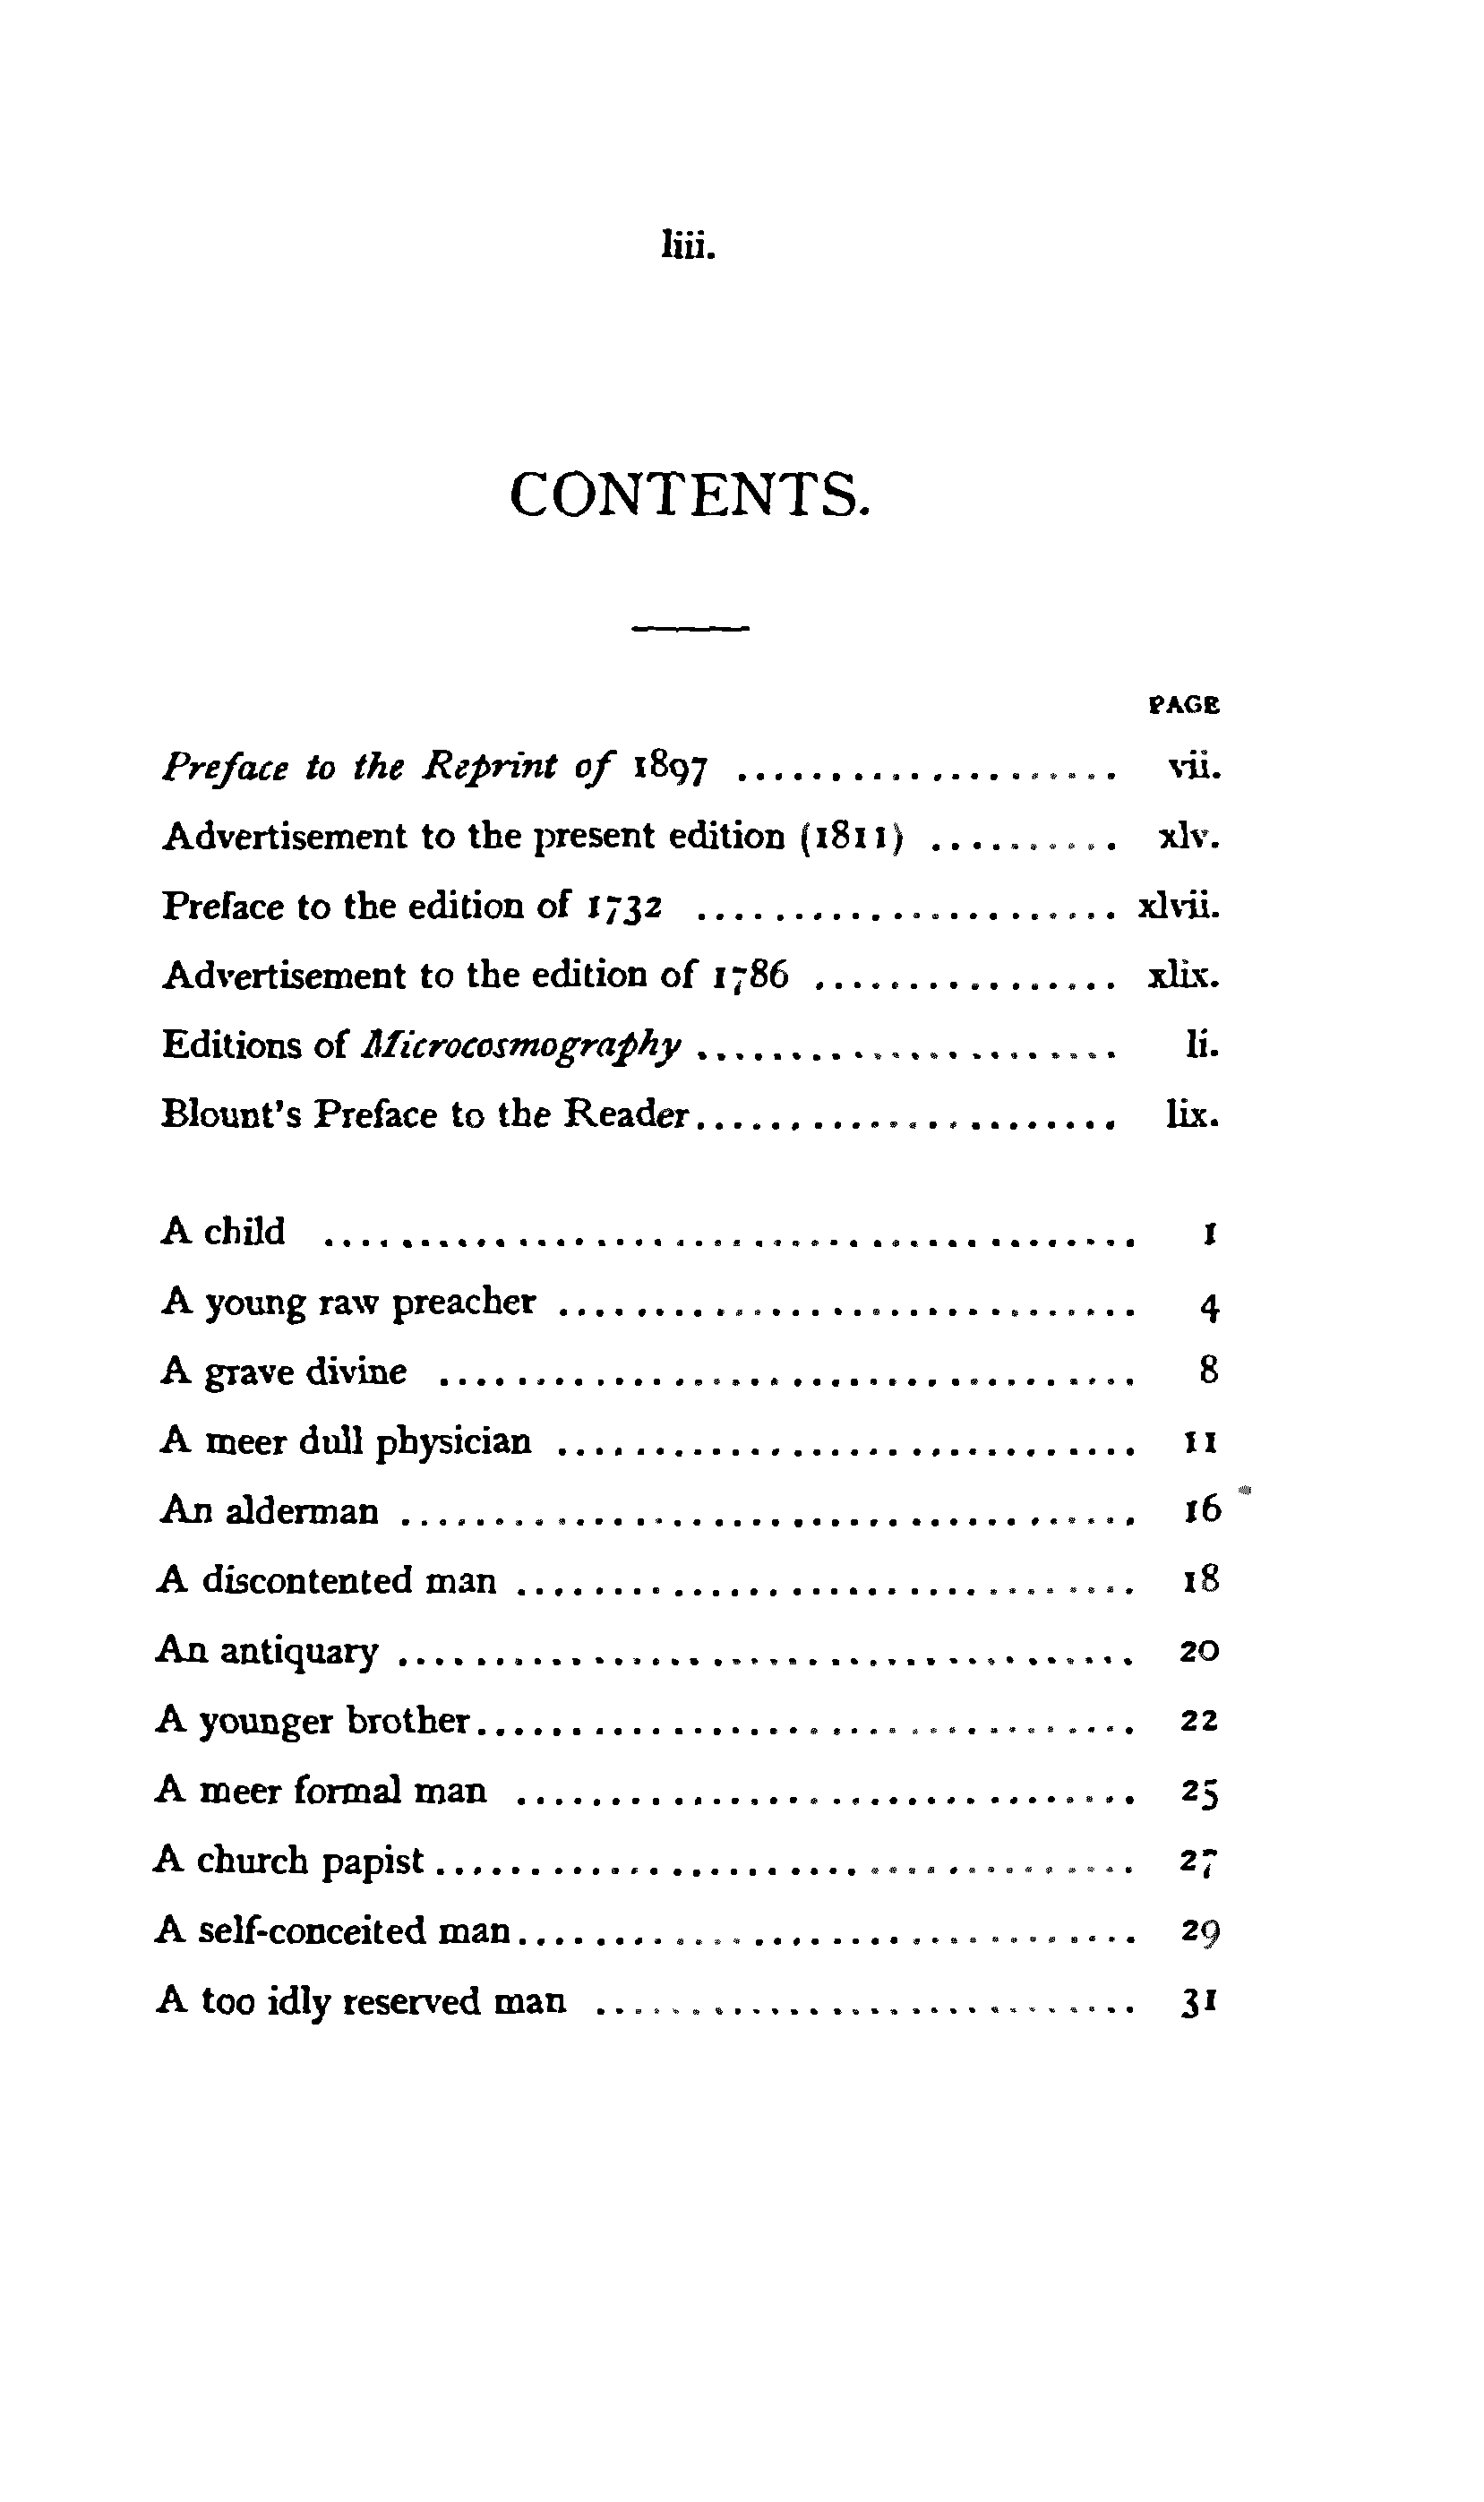 liii.
CONTENTS.
PAGE
Preface to the Reprint of 1897 .................... vii.
Advertisement to the present edition (1811) .......... xlv.
Preface to the edition of 1732 ...................... xlvii.
Advertisement to the edition of 1786 ................ xlix.
Editions of Microcosmography ...................... li.
Blount's Preface to the Reader...................... lix.
A child .......................................... 1
A young raw preacher .............................. 4
A grave divine .................................... 8
A meer dull physician .............................. 11
An alderman ...................................... 16
A discontented man ................................ 18
An antiquary ...................................... 20
A younger brother.................................. 22
A meer formal man ................................ 25
A church papist .................................... 27
A self-conceited man................................ 29
A too idly reserved man ............................ 31